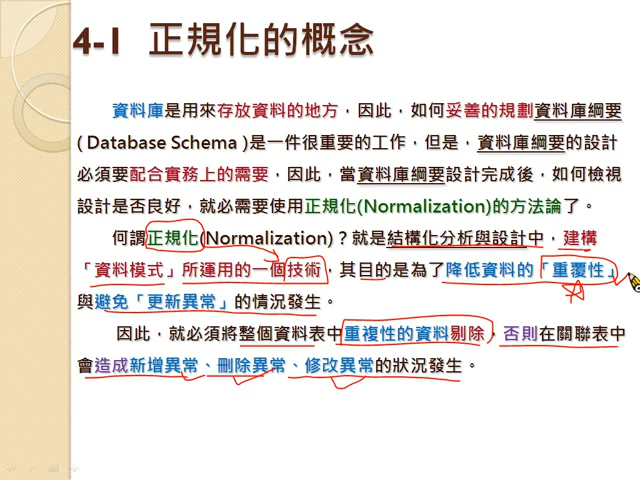 4-1 正規化的概念
資料庫是用來存放資料的地方，因此，如何妥善的規劃資料庫綱要
( Database Schema )是一件很重要的工作，但是，資料庫綱要的設計
必須要配合實務上的需要，因此，當資料庫綱要設計完成後，如何檢視
設計是否良好，就必需要使用正規化(Normalization)的方法論了。
何謂正規化(Normalization)？就是結構化分析與設計中，建構
「資料模式」所運用的一個技術，其目的是為了降低資料的「重覆性」
與避免「更新異常」的情況發生。
因此，就必須將整個資料表中重複性的資料剔除，否則在關聯表中
會造成新增異常、刪除異常、修改異常的狀況發生。